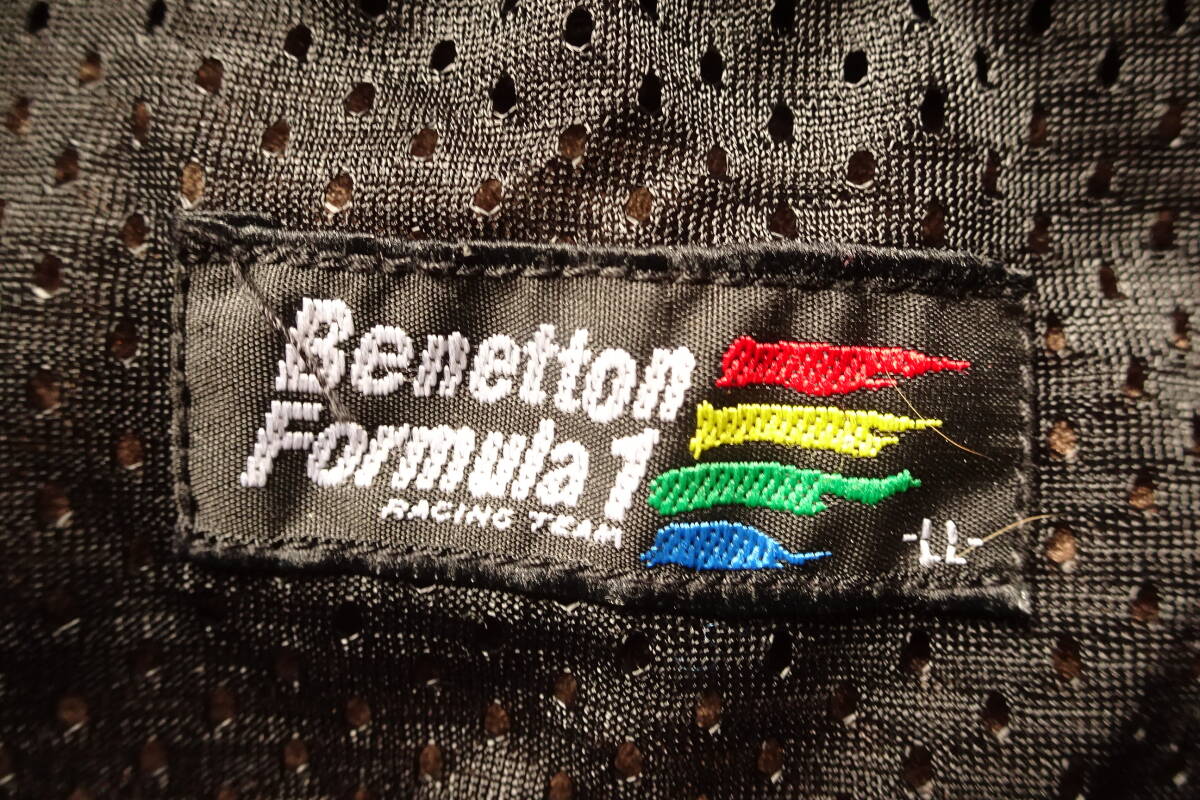 Benetton
Formula 1
RACING TEAM
-LL-